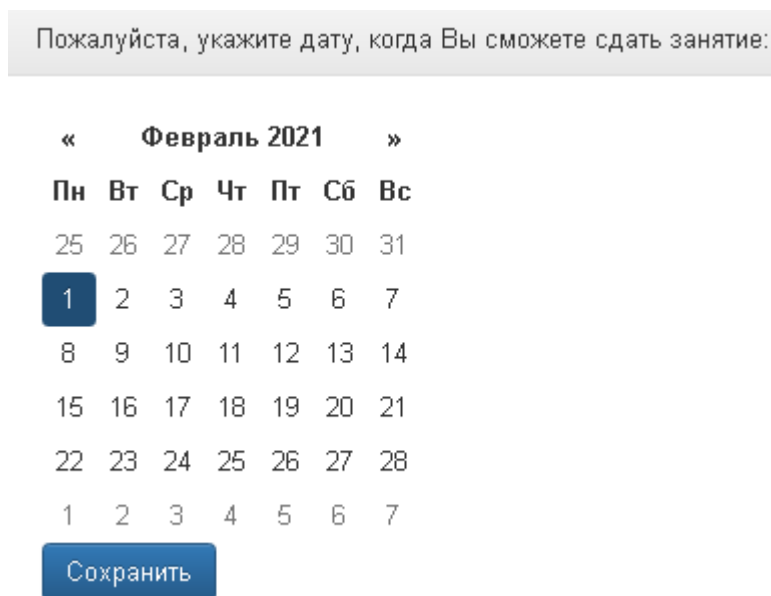 Пожалуйста, укажите дату, когда Вы сможете сдать занятие:
« Февраль 2021 »
Пн Вт Ср Чт Пт Сб Вс
25 26 27 28 29 30 31
1 2 3 4 5 6 7
8 9 10 11 12 13 14
15 16 17 18 19 20 21
22 23 24 25 26 27 28
1 2 3 4 5 6 7
Сохранить